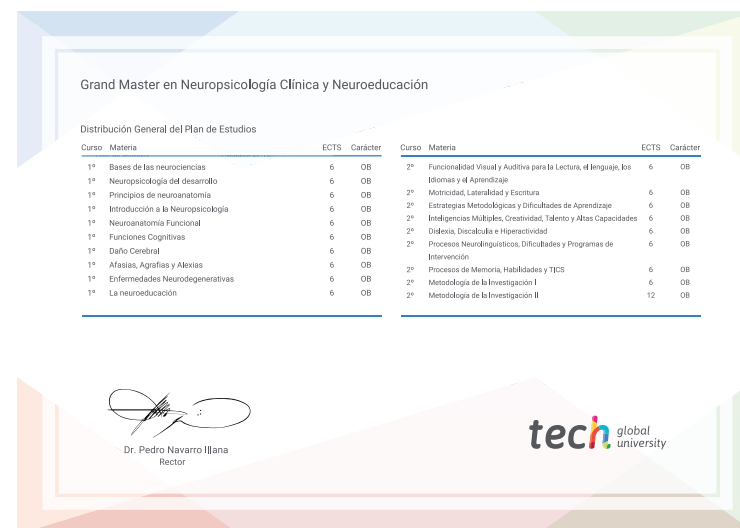 Grand Master en Neuropsicología Clínica y Neuroeducación
Distribución General del Plan de Estudios
Curso Materia ECTS Carácter
1º Bases de las neurociencias 6 OB
1º Neuropsicología del desarrollo 6 OB
1º Principios de neuroanatomía 6 OB
1º Introducción a la Neuropsicología 6 OB
1º Neuroanatomía Funcional 6 OB
1º Funciones Cognitivas 6 OB
1º Daño Cerebral 6 OB
1º Afasias, Agrafias y Alexias 6 OB
1º Enfermedades Neurodegenerativas 6 OB
1º La neuroeducación 6 OB
Curso Materia ECTS Carácter
2º Funcionalidad Visual y Auditiva para la Lectura, el lenguaje, los 6 OB
Idiomas y el Aprendizaje
2º Motricidad, Lateralidad y Escritura 6 OB
2º Estrategias Metodológicas y Dificultades de Aprendizaje 6 OB
2º Inteligencias Múltiples, Creatividad, Talento y Altas Capacidades 6 OB
2º Dislexia, Discalculia e Hiperactividad 6 OB
2º Procesos Neurolingüísticos, Dificultades y Programas de 6 OB
Intervención
2º Procesos de Memoria, Habilidades y TICS 6 OB
2º Metodología de la Investigación I 6 OB
2º Metodología de la Investigación II 12 OB
Dr. Pedro Navarro Illana
Rector
tech global
university